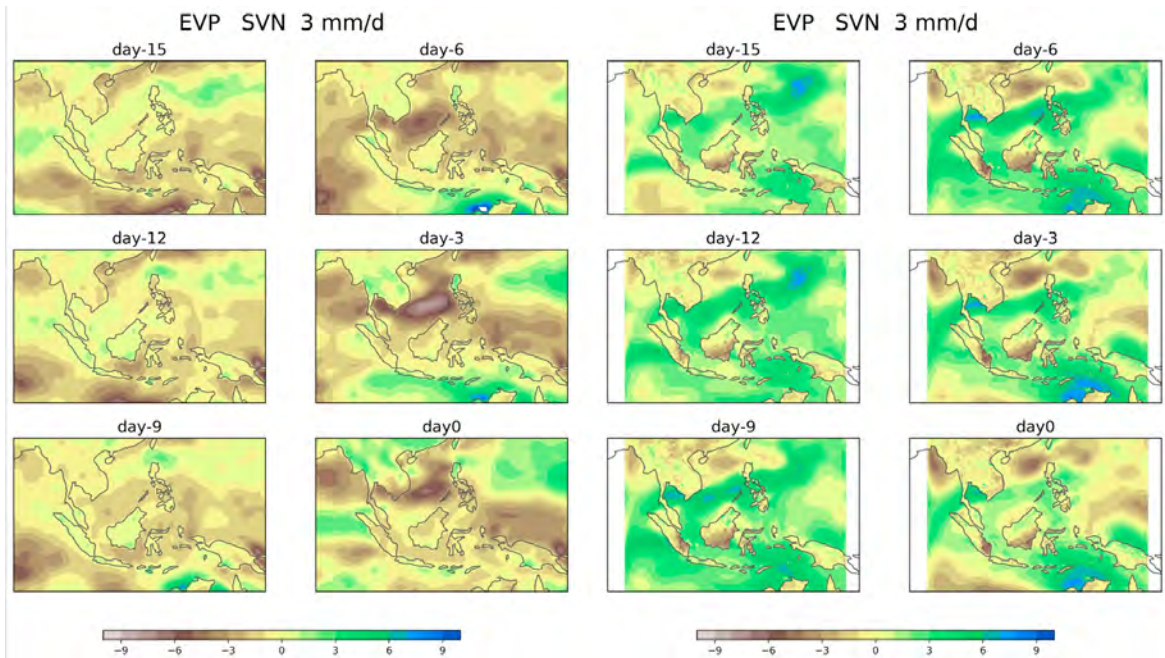 EVP SVN 3 mm/d
EVP SVN 3 mm/d
day-15
day-6
day-15
day-6
day-12
day-3
day-12
day-3
day-9
day0
day-9
day0
−9 −6 −3 0 3 6 9
−9 −6 −3 0 3 6 9